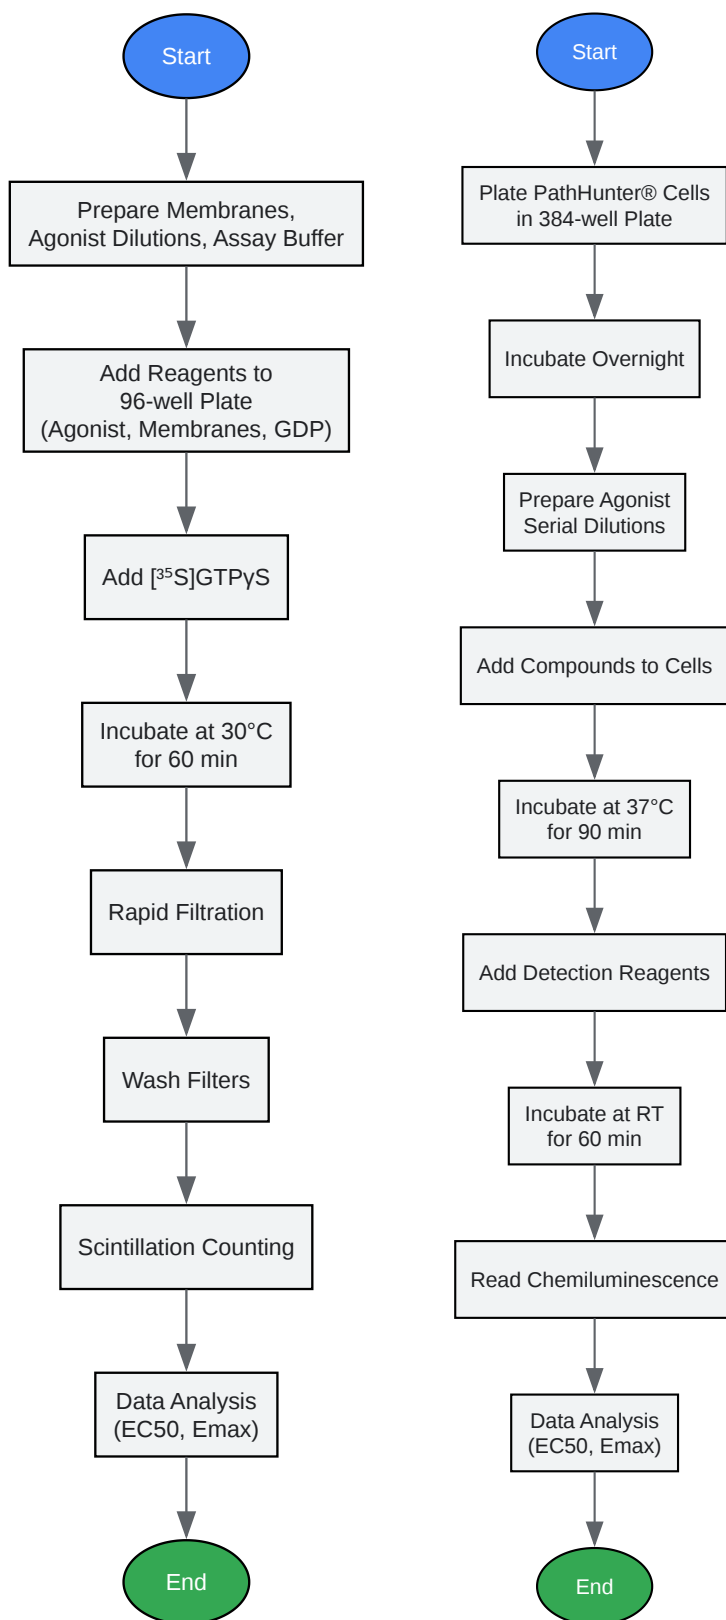 Start
Prepare Membranes,
Agonist Dilutions, Assay Buffer
Add Reagents to
96-well Plate
(Agonist, Membranes, GDP)
Add [³⁵S]GTPγS
Incubate at 30°C
for 60 min
Rapid Filtration
Wash Filters
Scintillation Counting
Data Analysis
(EC50, Emax)
End
Start
Plate PathHunter® Cells
in 384-well Plate
Incubate Overnight
Prepare Agonist
Serial Dilutions
Add Compounds to Cells
Incubate at 37°C
for 90 min
Add Detection Reagents
Incubate at RT
for 60 min
Read Chemiluminescence
Data Analysis
(EC50, Emax)
End